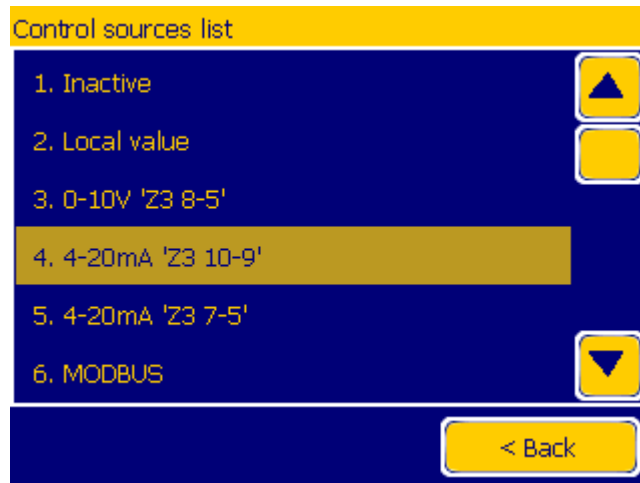 Control sources list
1. Inactive
2. Local value
3. 0-10V 'Z3 8-5'
4. 4-20mA 'Z3 10-9'
5. 4-20mA 'Z3 7-5'
6. MODBUS
< Back